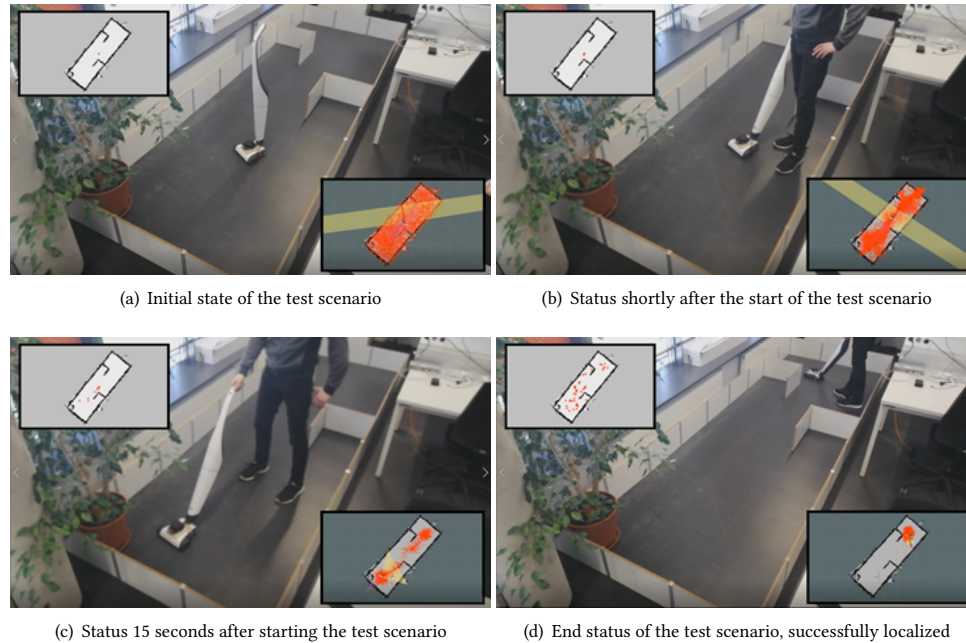 (a) Initial state of the test scenario
(b) Status shortly after the start of the test scenario
(c) Status 15 seconds after starting the test scenario
(d) End status of the test scenario, successfully localized